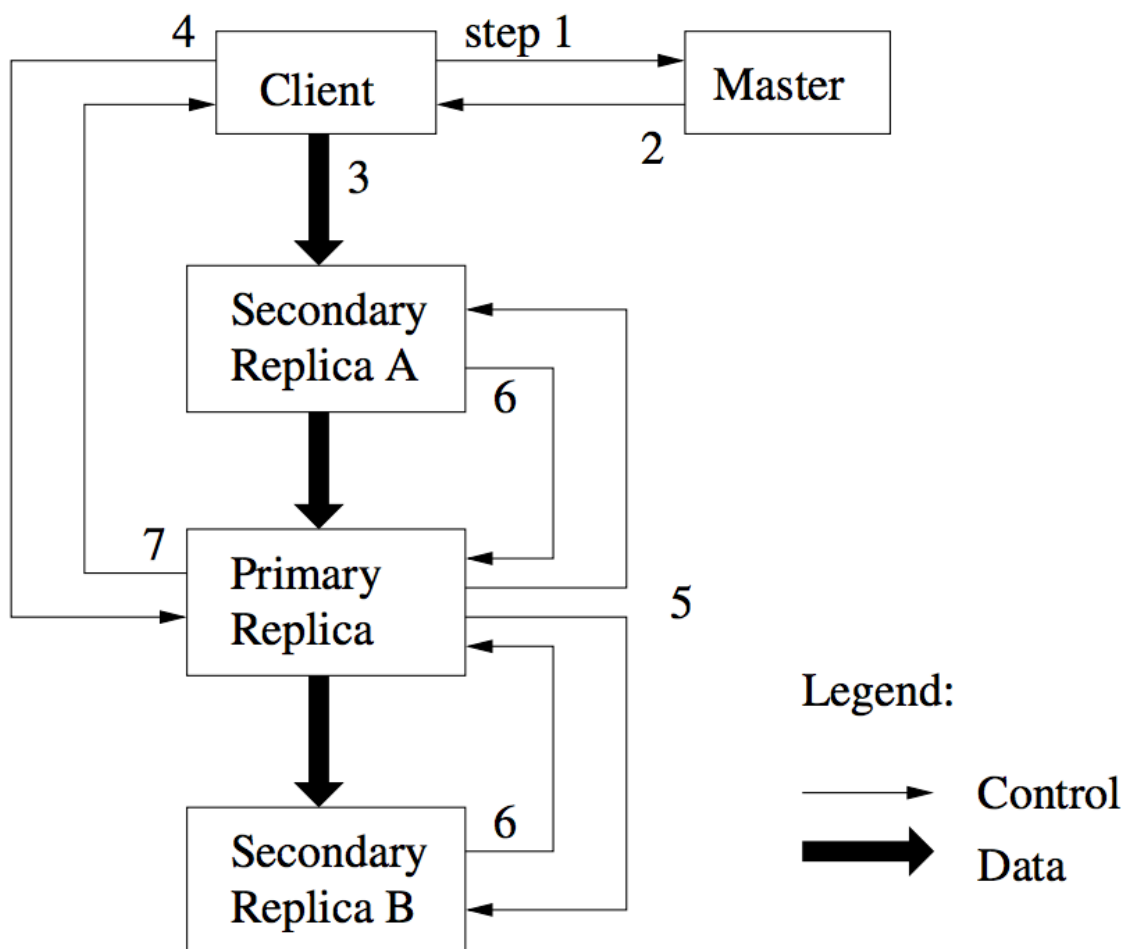 4
step 1
Client
Master
2
3
Secondary
Replica A
6
7
Primary
Replica
5
Legend:
Control
Data
6
Secondary
Replica B